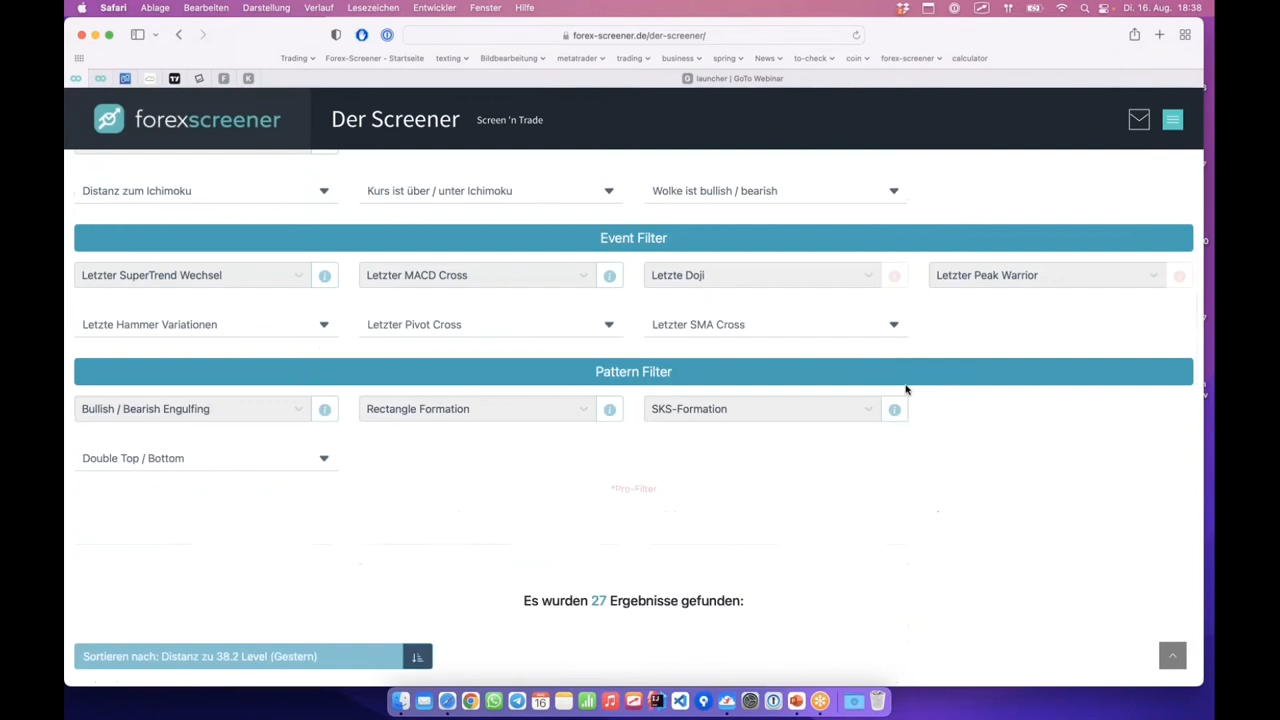 Safari Ablage Bearbeiten Darstellung Verlauf Lesezeichen Entwickler Fenster Hilfe Di. 16. Aug. 18:38
forex-screener.de/der-screener/
Trading Forex-Screener - Startseite texting Bildbearbeitung metatrader trading business spring News to-check coin forex-screener calculator
launcher | GoTo Webinar
forexscreener Der Screener Screen 'n Trade
Distanz zum Ichimoku Kurs ist über / unter Ichimoku Wolke ist bullish / bearish
Event Filter
Letzter SuperTrend Wechsel Letzter MACD Cross Letzte Doji Letzter Peak Warrior
Letzte Hammer Variationen Letzter Pivot Cross Letzter SMA Cross
Pattern Filter
Bullish / Bearish Engulfing Rectangle Formation SKS-Formation
Double Top / Bottom
*Pro-Filter
Es wurden 27 Ergebnisse gefunden:
Sortieren nach: Distanz zu 38.2 Level (Gestern)